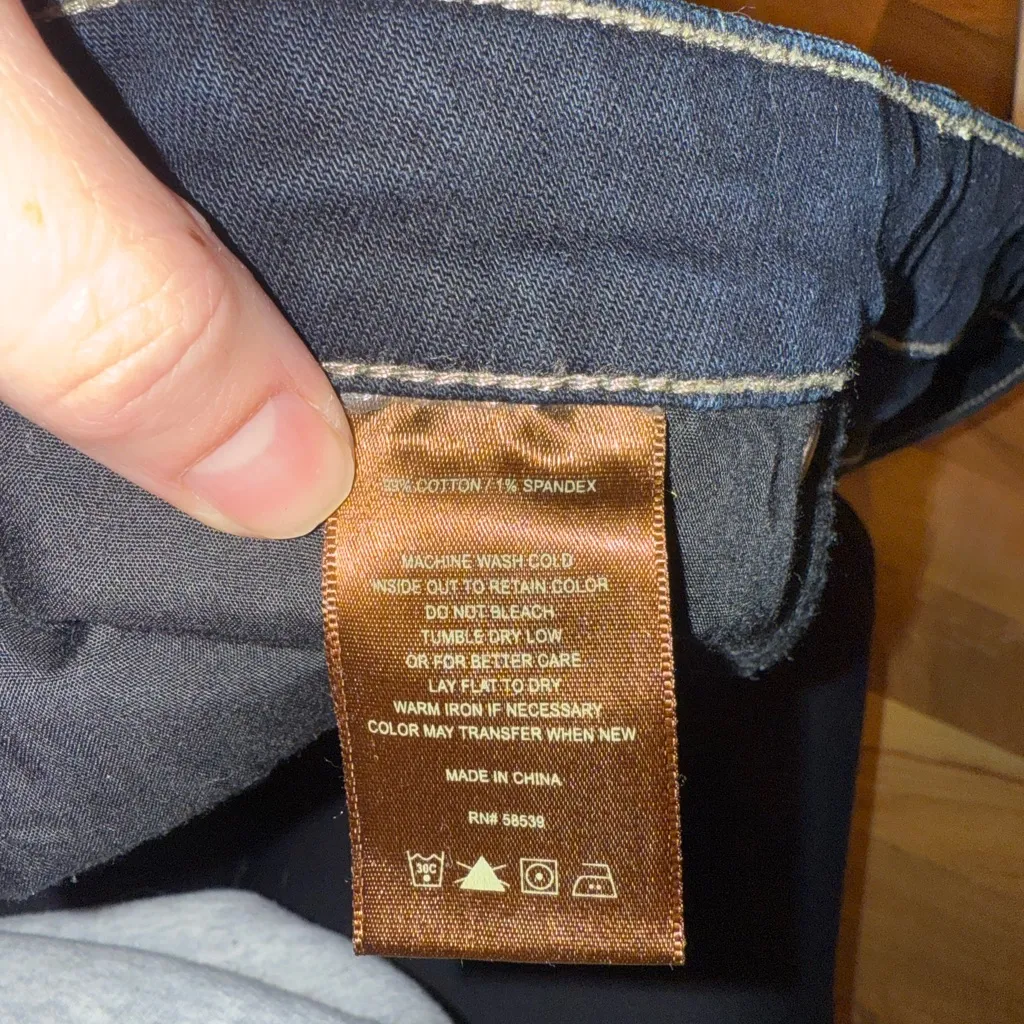 99% COTTON / 1% SPANDEX
MACHINE WASH COLD
INSIDE OUT TO RETAIN COLOR
DO NOT BLEACH
TUMBLE DRY LOW
OR FOR BETTER CARE
LAY FLAT TO DRY
WARM IRON IF NECESSARY
COLOR MAY TRANSFER WHEN NEW
MADE IN CHINA
RN# 58539
30C